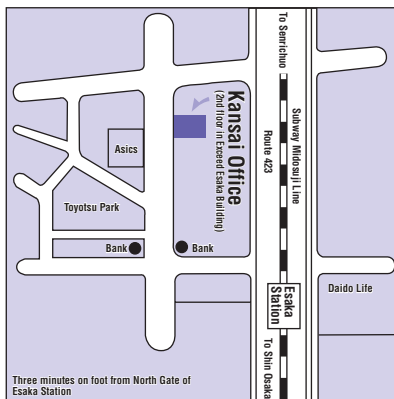 To Senrichuo
Subway Midosuji Line
Route 423
Kansai Office
(2nd floor in Exceed Esaka Building)
Asics
Toyotsu Park
Bank
Bank
Esaka
Station
Daido Life
To Shin Osaka
Three minutes on foot from North Gate of
Esaka Station